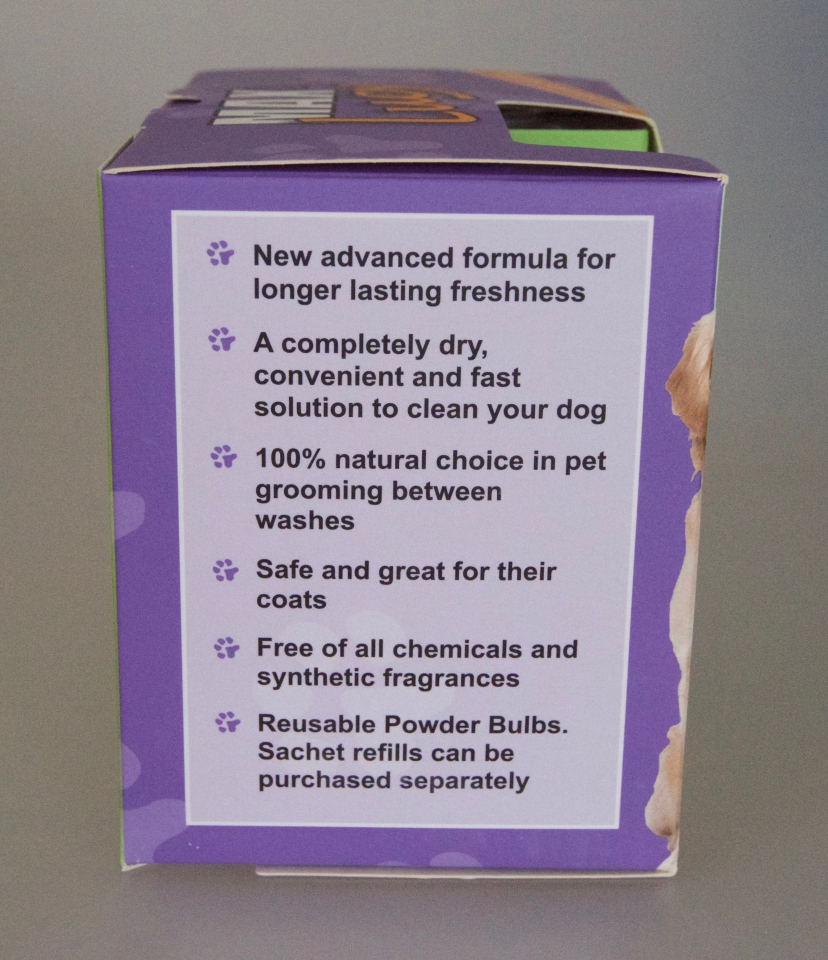 New advanced formula for
longer lasting freshness
A completely dry,
convenient and fast
solution to clean your dog
100% natural choice in pet
grooming between
washes
Safe and great for their
coats
Free of all chemicals and
synthetic fragrances
Reusable Powder Bulbs.
Sachet refills can be
purchased separately